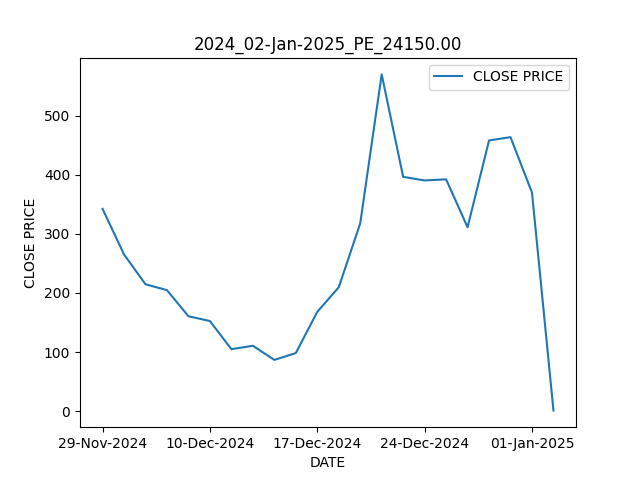 2024_02-Jan-2025_PE_24150.00
CLOSE PRICE
500
400
300
200
100
0
CLOSE PRICE
29-Nov-2024 10-Dec-2024 17-Dec-2024 24-Dec-2024 01-Jan-2025
DATE